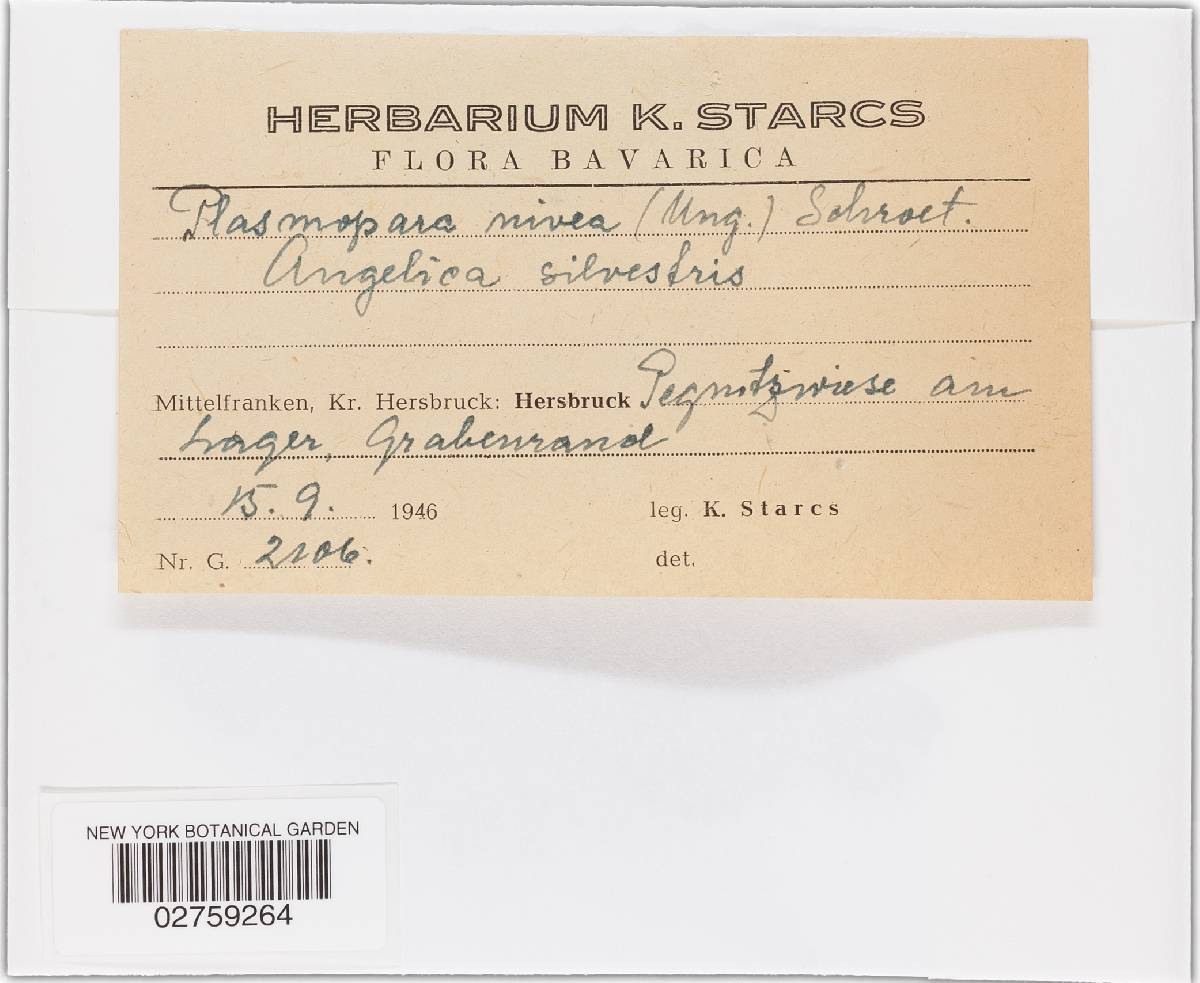 HERBARIUM K. STARCS
FLORA BAVARICA
Plasmopara nivea (Ung.) Schroet.
Angelica silvestris
Mittelfranken, Kr. Hersbruck: Hersbruck Pegnitzwiese am
Lager, Grabenrand
15. 9. 1946 leg. K. Starcs
Nr. G. 2106. det.
NEW YORK BOTANICAL GARDEN
02759264